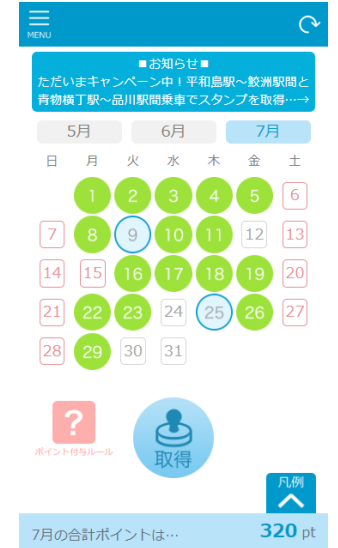 MENU
■お知らせ■
ただいまキャンペーン中！平和島駅～鮫洲駅間と
青物横丁駅～品川駅間乗車でスタンプを取得…→
5月 6月 7月
日 月 火 水 木 金 土
1 2 3 4 5 6
7 8 9 10 11 12 13
14 15 16 17 18 19 20
21 22 23 24 25 26 27
28 29 30 31
?
ポイント付与ルール
取得
凡例
7月の合計ポイントは… 320 pt